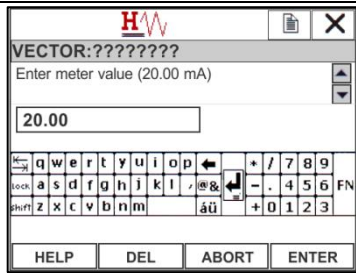 H
VECTOR:????????
Enter meter value (20.00 mA)
20.00
q w e r t y u i o p + / 7 8 9
lock a s d f g h j k l , @& - . 4 5 6 FN
shift z x c v b n m áü + 0 1 2 3
HELP DEL ABORT ENTER